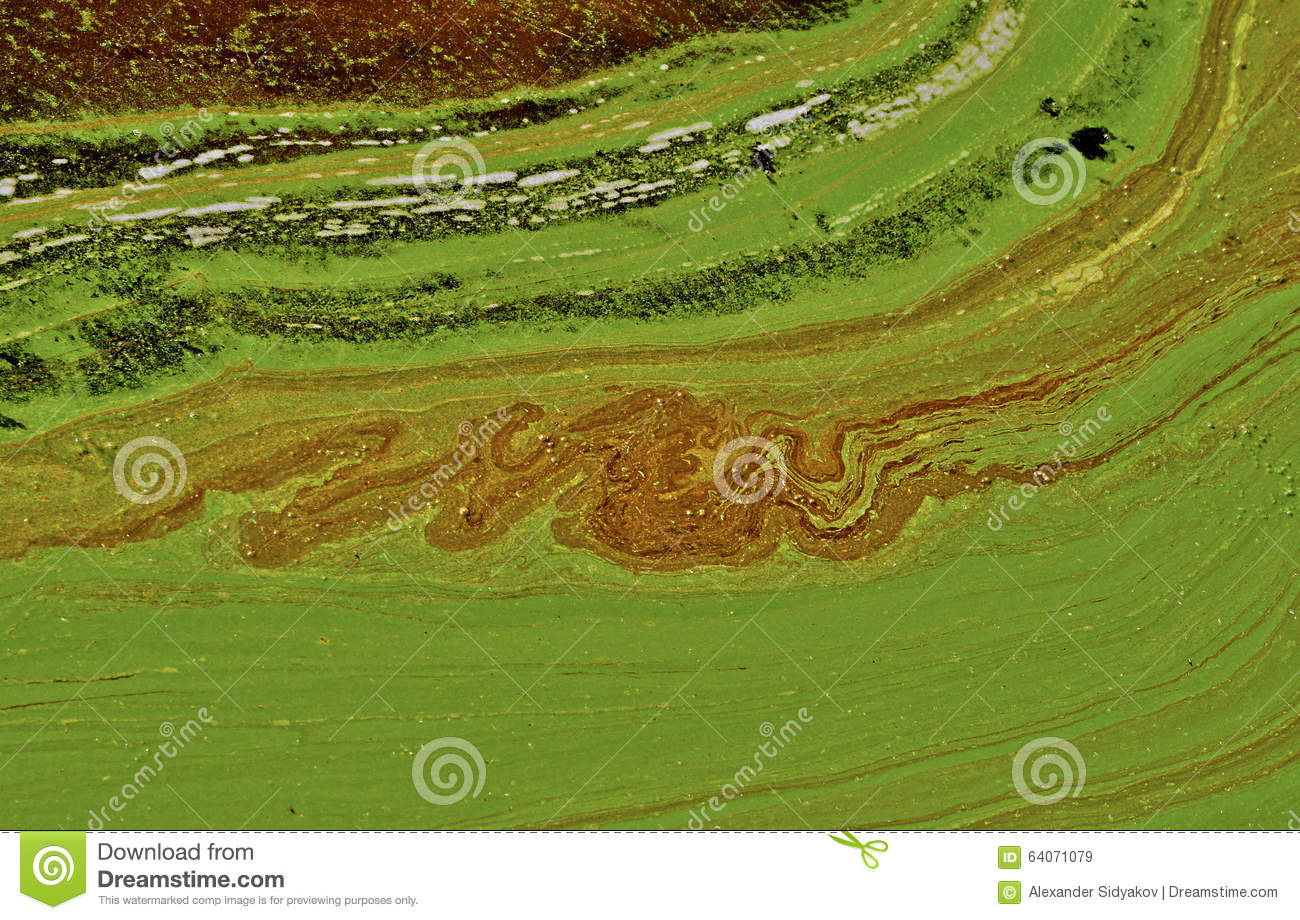 dreamstime
dreamstime
dreamstime
dreamstime
dreamstime
dreamstime
dreamstime
Download from
Dreamstime.com
This watermarked comp image is for previewing purposes only.
ID 64071079
© Alexander Sidyakov | Dreamstime.com